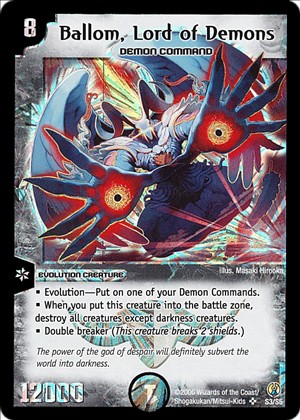 8
Ballom, Lord of Demons
DEMON COMMAND
Illus. Masaki Hirooka
EVOLUTION CREATURE
▪ Evolution—Put on one of your Demon Commands.
▪ When you put this creature into the battle zone,
destroy all creatures except darkness creatures.
▪ Double breaker (This creature breaks 2 shields.)
The power of the god of despair will definitely subvert the
world into darkness.
12000
1
©2006 Wizards of the Coast/
Shogakukan/Mitsui-Kids S3/S5